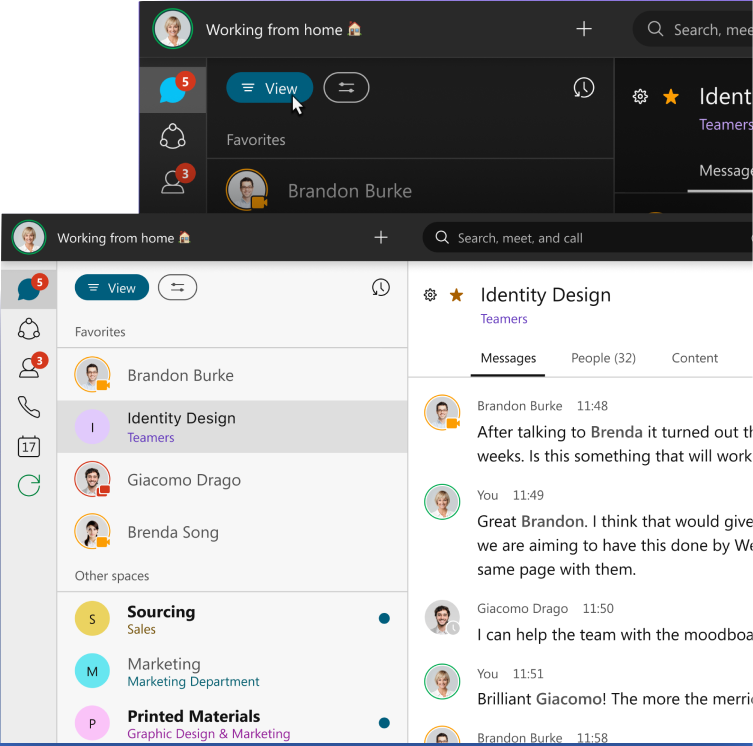 Working from home
Search, mee
5
View
Ident
Favorites
Teamers
3
Message
Brandon Burke
Working from home
Search, meet, and call
5
View
Identity Design
Teamers
Favorites
3
Messages
People (32)
Content
Brandon Burke
Brandon Burke 11:48
After talking to Brenda it turned out th
weeks. Is this something that will work
I
Identity Design
Teamers
17
Giacomo Drago
You 11:49
Great Brandon. I think that would give
we are aiming to have this done by We
same page with them.
Brenda Song
Other spaces
Giacomo Drago 11:50
I can help the team with the moodboa
S
Sourcing
Sales
M
Marketing
Marketing Department
You 11:51
Brilliant Giacomo! The more the merri
P
Printed Materials
Graphic Design & Marketing
Brandon Burke 11:58